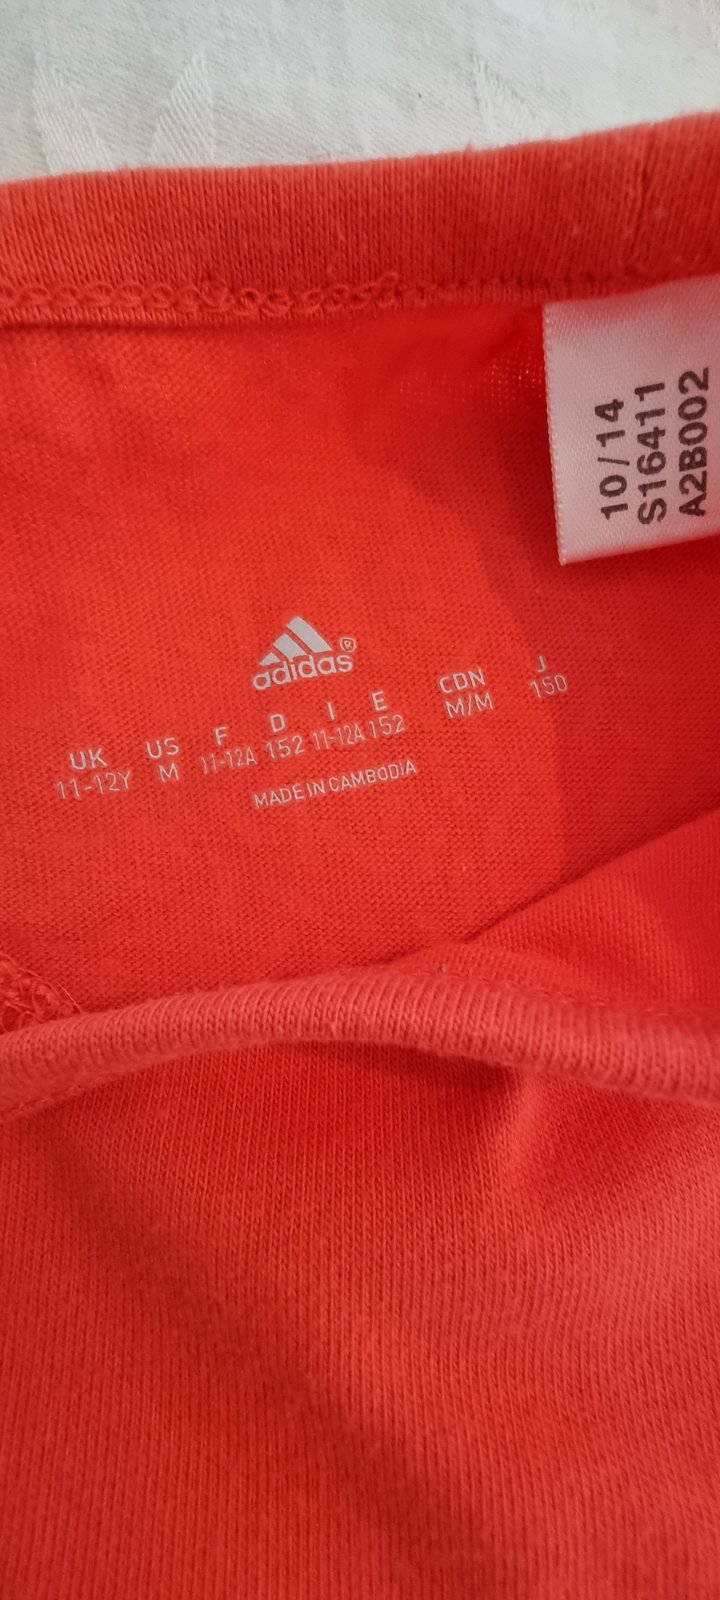 10/14
S16411
A2B002
adidas®
UK US F D I E CDN J
11-12Y M 11-12A 152 11-12A 152 M/M 150
MADE IN CAMBODIA